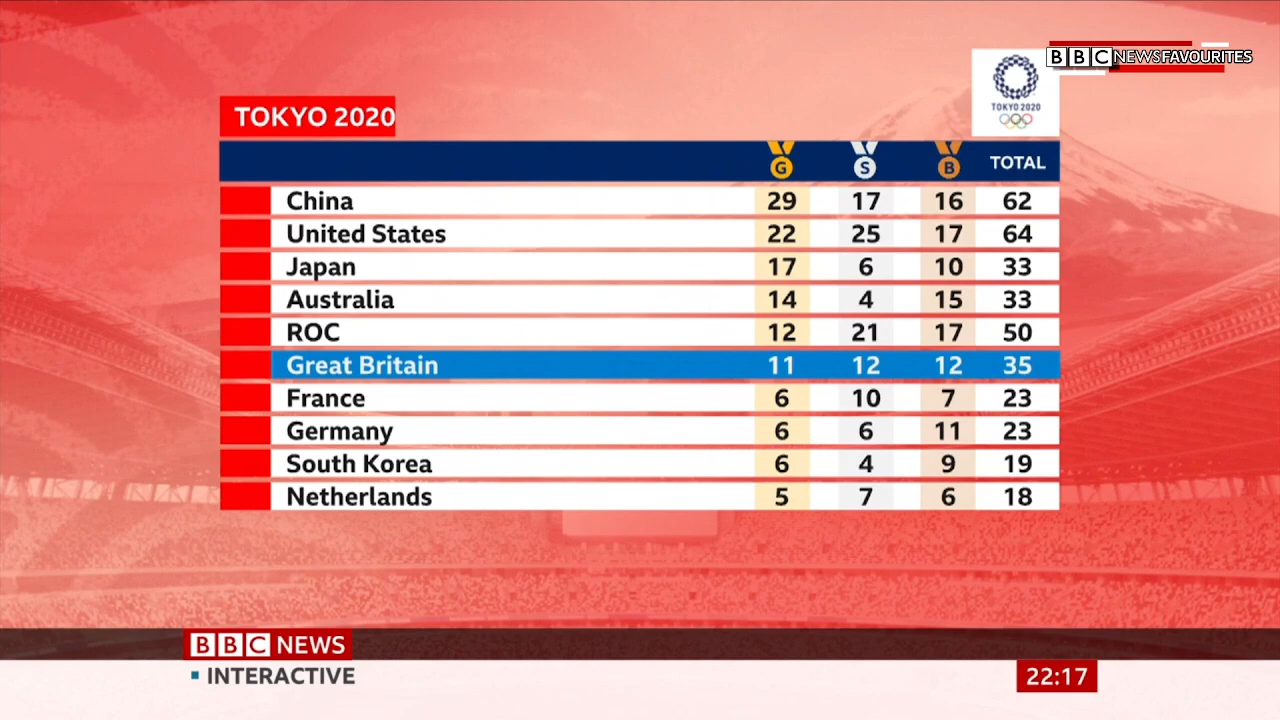 BBC NEWS FAVOURITES
TOKYO 2020
TOKYO 2020
G S B TOTAL
China 29 17 16 62
United States 22 25 17 64
Japan 17 6 10 33
Australia 14 4 15 33
ROC 12 21 17 50
Great Britain 11 12 12 35
France 6 10 7 23
Germany 6 6 11 23
South Korea 6 4 9 19
Netherlands 5 7 6 18
BBC NEWS
INTERACTIVE
22:17